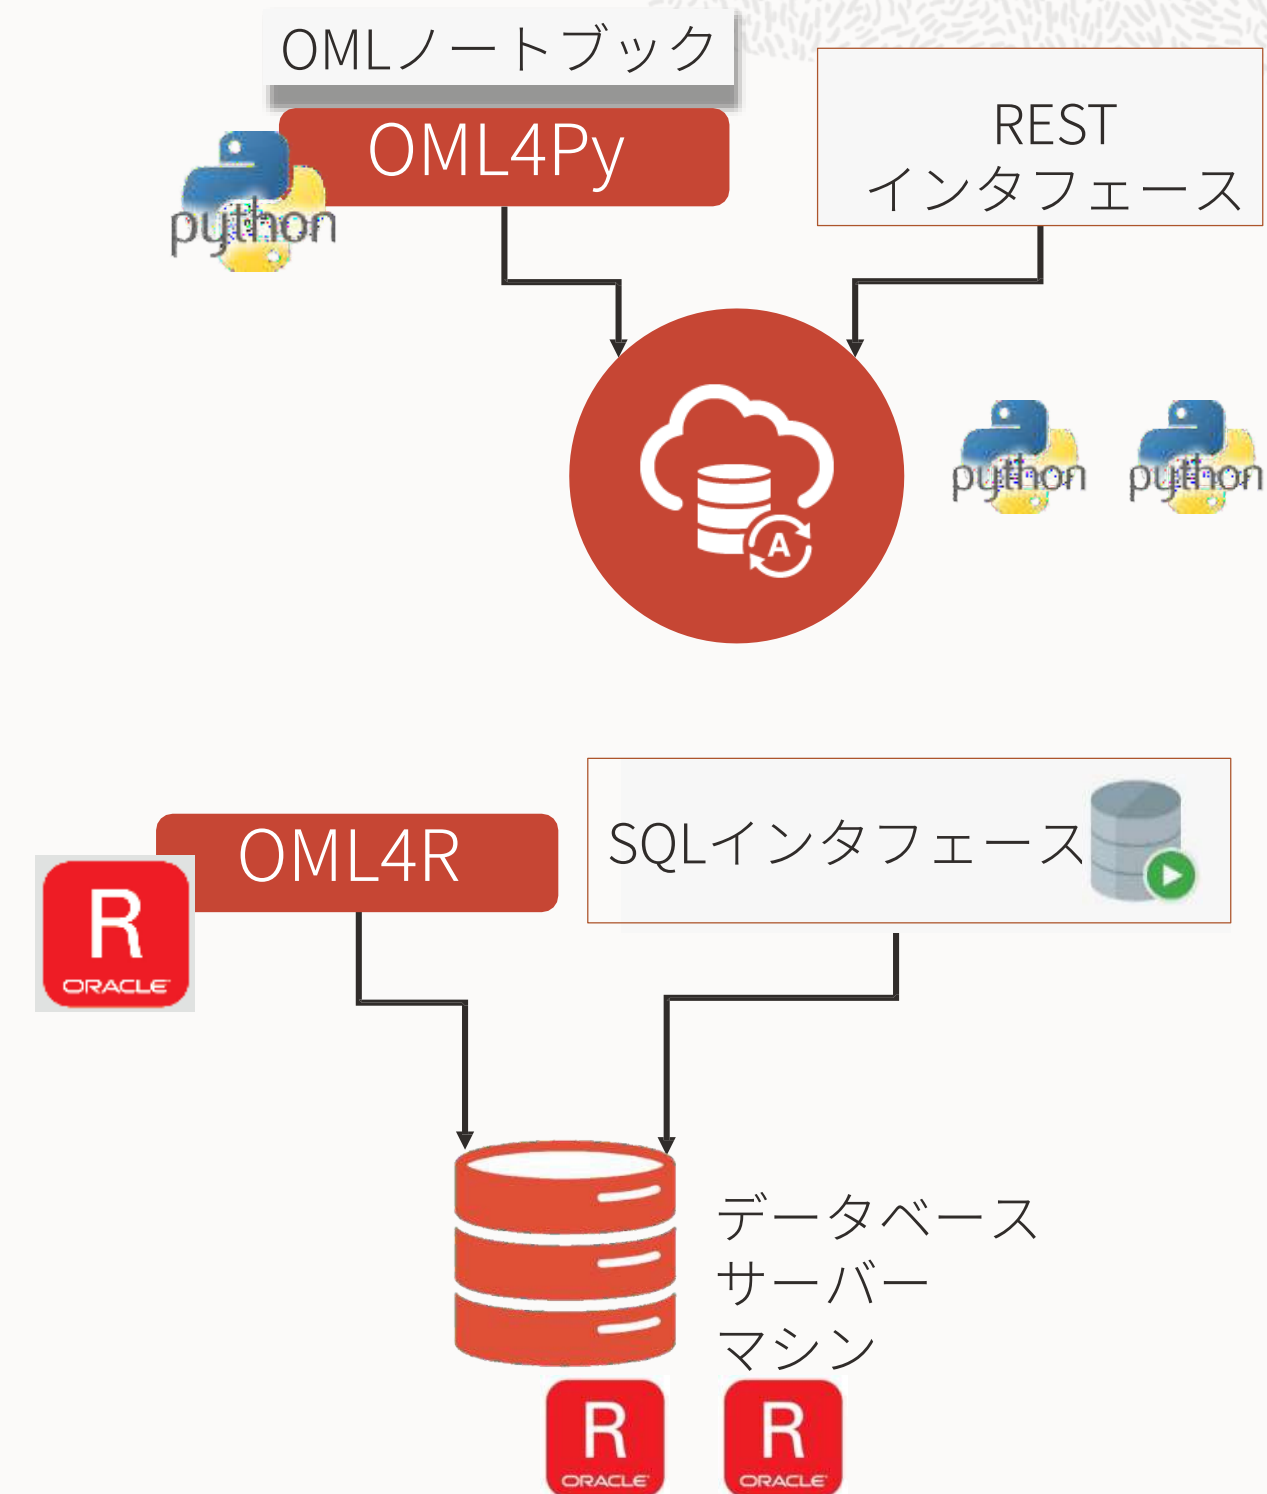 OMLノートブック
OML4Py
python
REST
インタフェース
python
python
A
OML4R
SQLインタフェース
R
ORACLE
データベース
サーバー
マシン
R
ORACLE
R
ORACLE